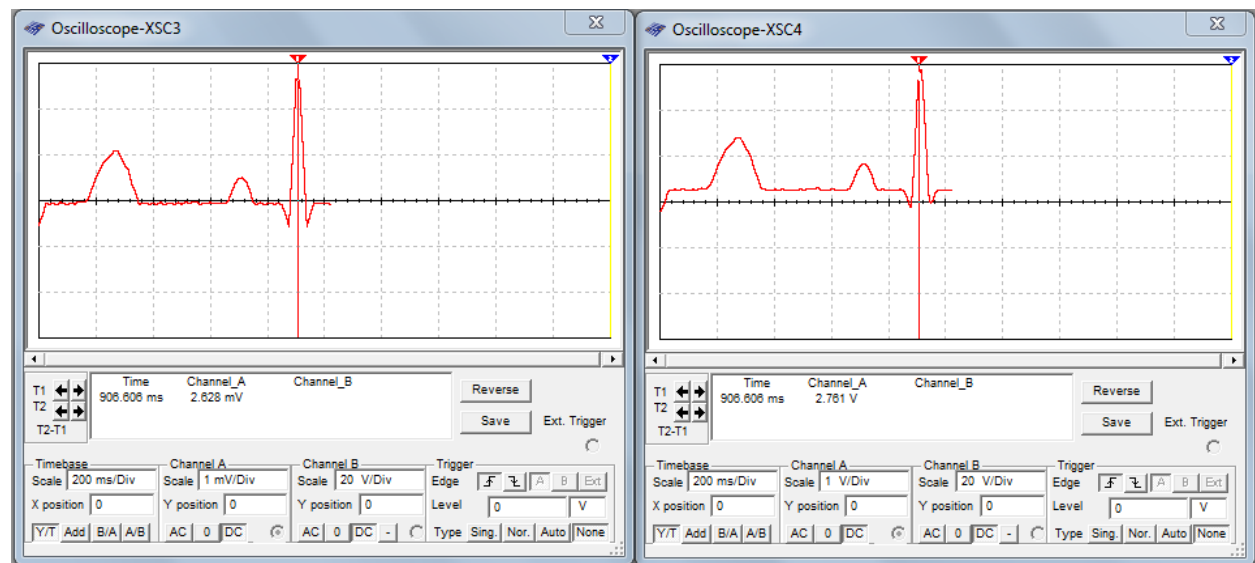 Oscilloscope-XSC3
1
2
T1
T2
T2-T1
Time Channel_A Channel_B
906.606 ms 2.628 mV
Reverse
Save
Ext. Trigger
Timebase
Scale 200 ms/Div
X position 0
Y/T Add B/A A/B
Channel A
Scale 1 mV/Div
Y position 0
AC 0 DC
Channel B
Scale 20 V/Div
Y position 0
AC 0 DC -
Trigger
Edge A B Ext
Level 0 V
Type Sing. Nor. Auto None
Oscilloscope-XSC4
1
2
T1
T2
T2-T1
Time Channel_A Channel_B
906.606 ms 2.761 V
Reverse
Save
Ext. Trigger
Timebase
Scale 200 ms/Div
X position 0
Y/T Add B/A A/B
Channel A
Scale 1 V/Div
Y position 0
AC 0 DC
Channel B
Scale 20 V/Div
Y position 0
AC 0 DC -
Trigger
Edge A B Ext
Level 0 V
Type Sing. Nor. Auto None